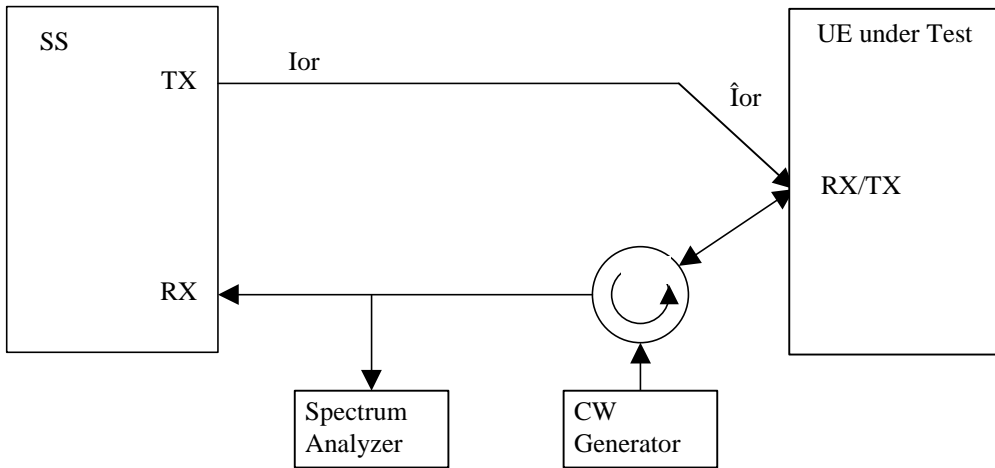 SS
UE under Test
TX
Ior
Îor
RX/TX
RX
Spectrum
Analyzer
CW
Generator